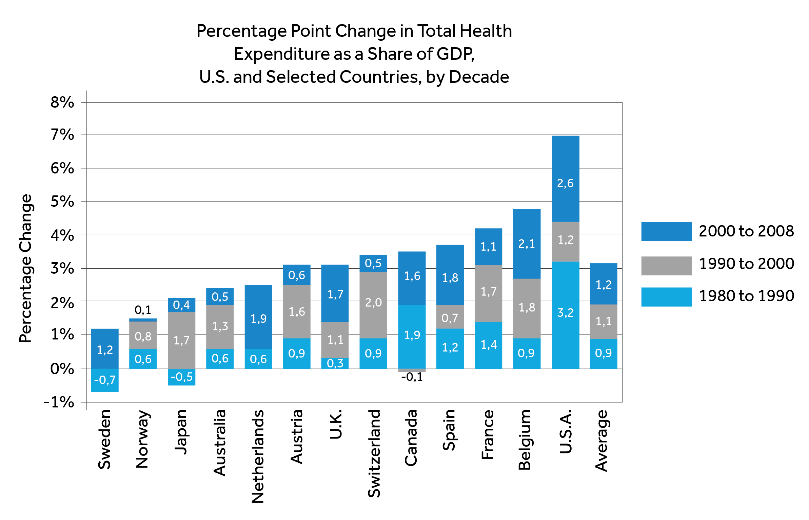 Percentage Point Change in Total Health
Expenditure as a Share of GDP,
U.S. and Selected Countries, by Decade
Percentage Change
8%
7%
6%
5%
4%
3%
2%
1%
0%
-1%
1,2
-0,7
0,1
0,8
0,6
0,4
1,7
-0,5
0,5
1,3
0,6
1,9
0,6
0,6
1,6
0,9
1,7
1,1
0,3
0,5
2,0
0,9
1,6
1,9
-0,1
1,8
0,7
1,2
1,1
1,7
1,4
2,1
1,8
0,9
2,6
1,2
3,2
1,2
1,1
0,9
Sweden
Norway
Japan
Australia
Netherlands
Austria
U.K.
Switzerland
Canada
Spain
France
Belgium
U.S.A.
Average
2000 to 2008
1990 to 2000
1980 to 1990